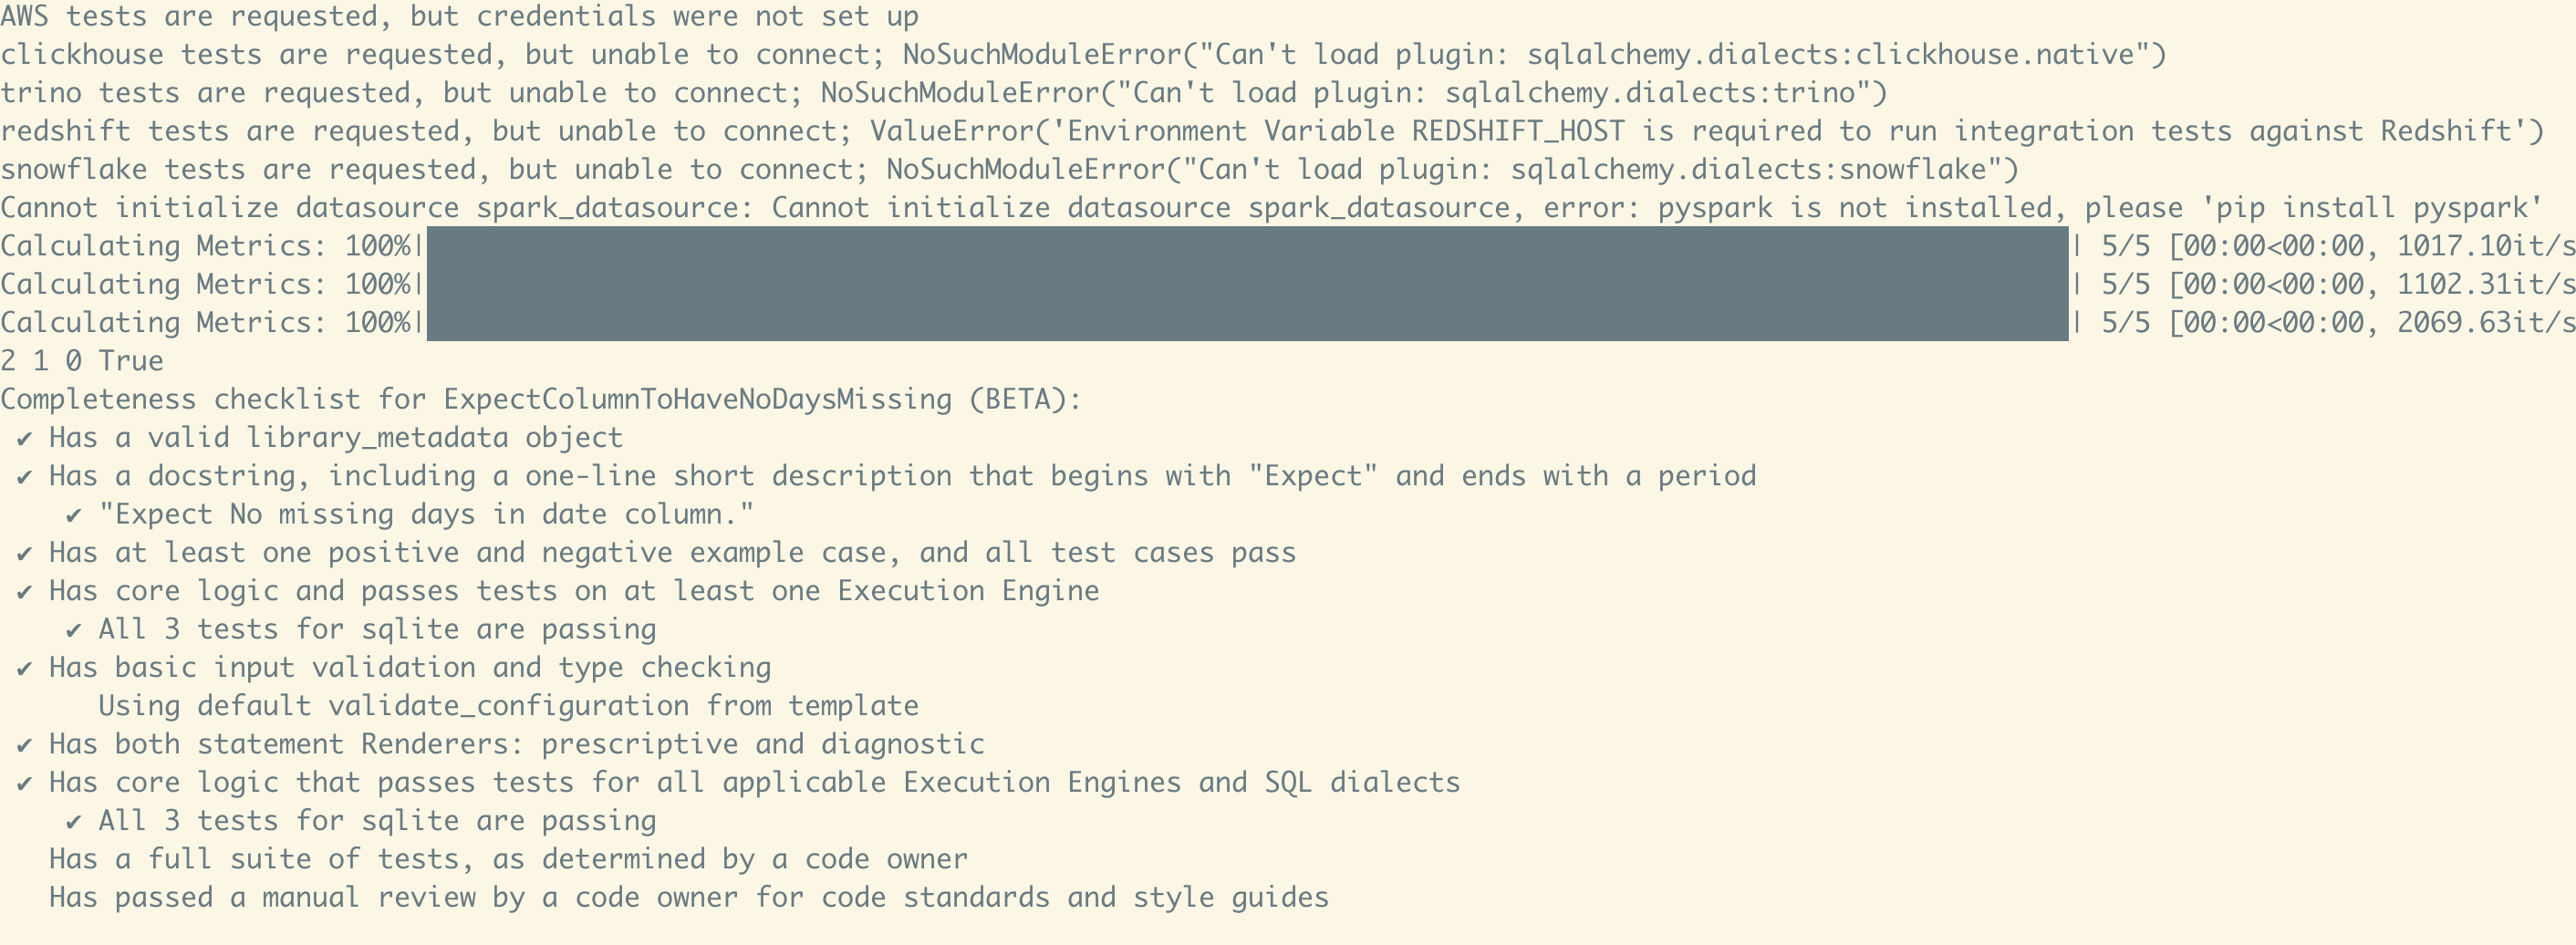 AWS tests are requested, but credentials were not set up
clickhouse tests are requested, but unable to connect; NoSuchModuleError("Can't load plugin: sqlalchemy.dialects:clickhouse.native")
trino tests are requested, but unable to connect; NoSuchModuleError("Can't load plugin: sqlalchemy.dialects:trino")
redshift tests are requested, but unable to connect; ValueError('Environment Variable REDSHIFT_HOST is required to run integration tests against Redshift')
snowflake tests are requested, but unable to connect; NoSuchModuleError("Can't load plugin: sqlalchemy.dialects:snowflake")
Cannot initialize datasource spark_datasource: Cannot initialize datasource spark_datasource, error: pyspark is not installed, please 'pip install pyspark'
Calculating Metrics: 100%| | 5/5 [00:00<00:00, 1017.10it/s
Calculating Metrics: 100%| | 5/5 [00:00<00:00, 1102.31it/s
Calculating Metrics: 100%| | 5/5 [00:00<00:00, 2069.63it/s
2 1 0 True
Completeness checklist for ExpectColumnToHaveNoDaysMissing (BETA):
✔ Has a valid library_metadata object
✔ Has a docstring, including a one-line short description that begins with "Expect" and ends with a period
✔ "Expect No missing days in date column."
✔ Has at least one positive and negative example case, and all test cases pass
✔ Has core logic and passes tests on at least one Execution Engine
✔ All 3 tests for sqlite are passing
✔ Has basic input validation and type checking
Using default validate_configuration from template
✔ Has both statement Renderers: prescriptive and diagnostic
✔ Has core logic that passes tests for all applicable Execution Engines and SQL dialects
✔ All 3 tests for sqlite are passing
Has a full suite of tests, as determined by a code owner
Has passed a manual review by a code owner for code standards and style guides